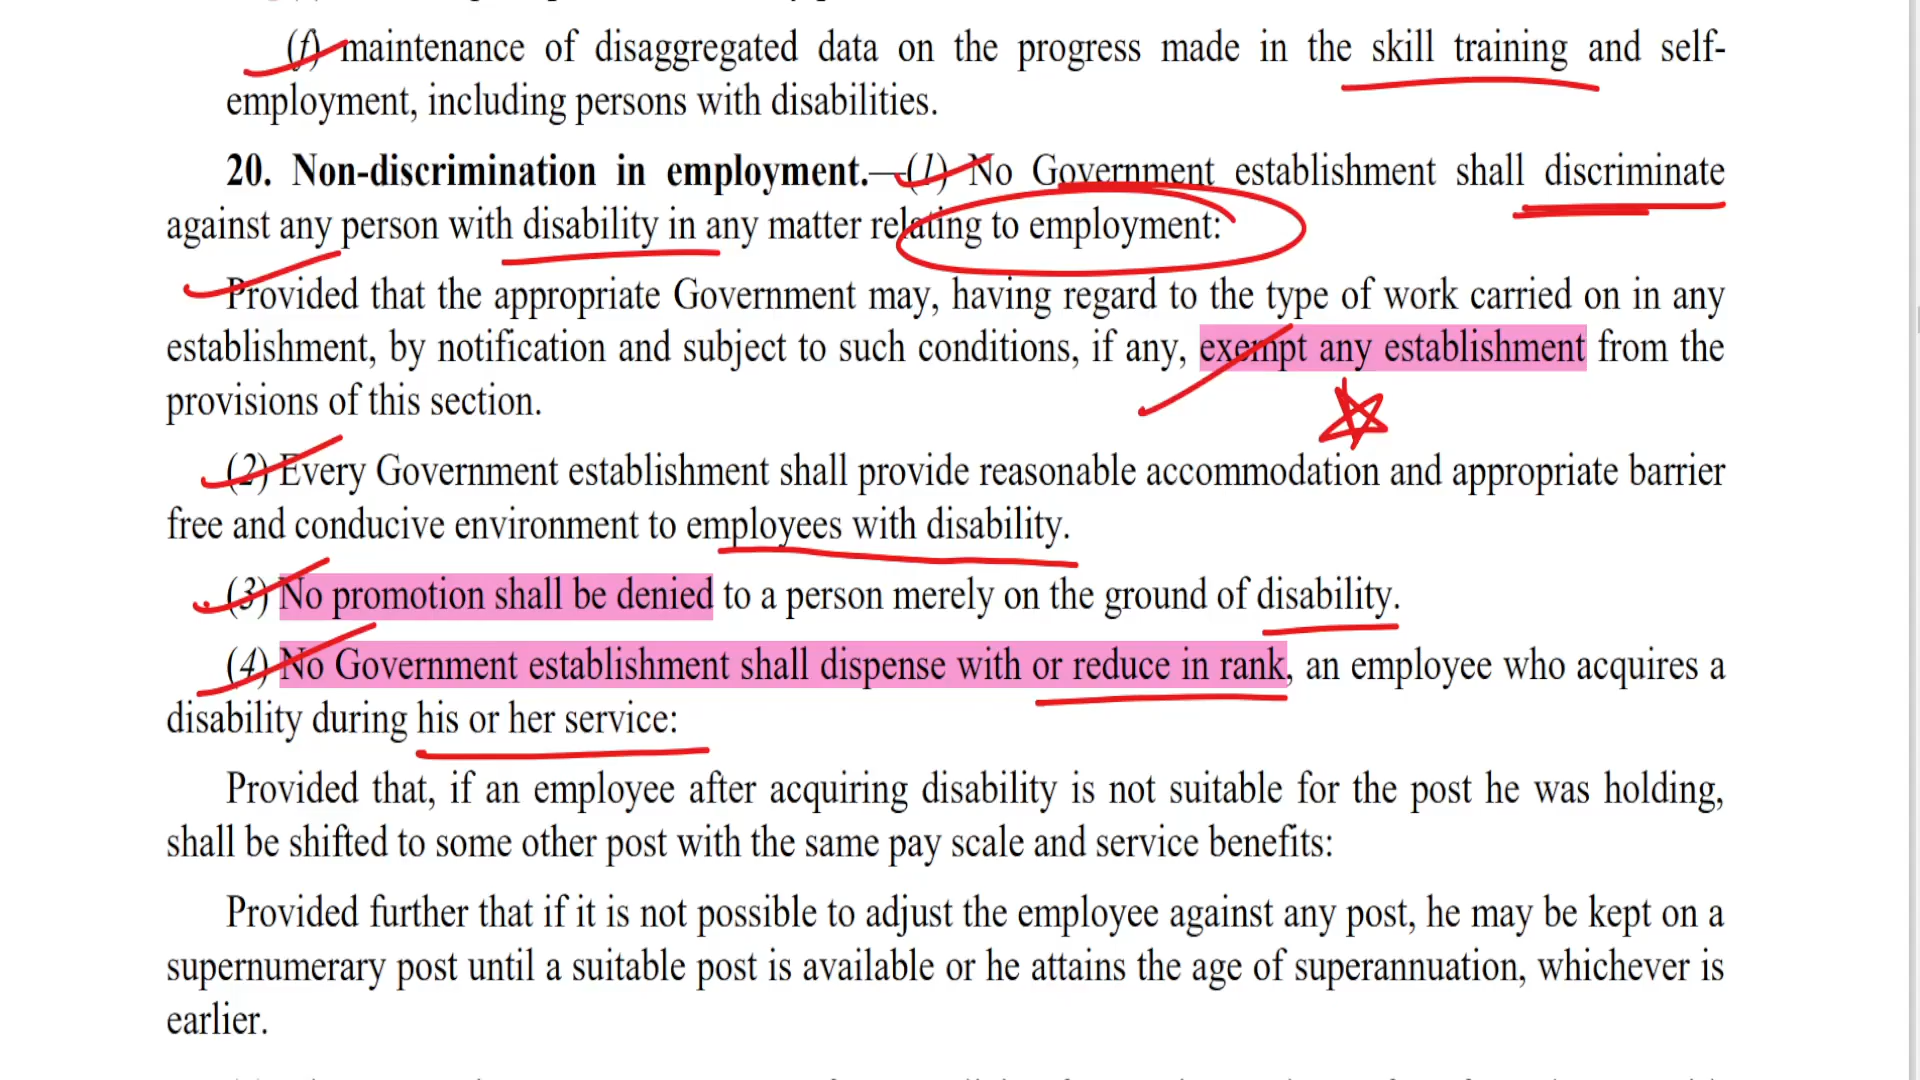 (f) maintenance of disaggregated data on the progress made in the skill training and self-
employment, including persons with disabilities.
20. Non-discrimination in employment.—(1) No Government establishment shall discriminate
against any person with disability in any matter relating to employment:
Provided that the appropriate Government may, having regard to the type of work carried on in any
establishment, by notification and subject to such conditions, if any, exempt any establishment from the
provisions of this section.
(2) Every Government establishment shall provide reasonable accommodation and appropriate barrier
free and conducive environment to employees with disability.
(3) No promotion shall be denied to a person merely on the ground of disability.
(4) No Government establishment shall dispense with or reduce in rank, an employee who acquires a
disability during his or her service:
Provided that, if an employee after acquiring disability is not suitable for the post he was holding,
shall be shifted to some other post with the same pay scale and service benefits:
Provided further that if it is not possible to adjust the employee against any post, he may be kept on a
supernumerary post until a suitable post is available or he attains the age of superannuation, whichever is
earlier.